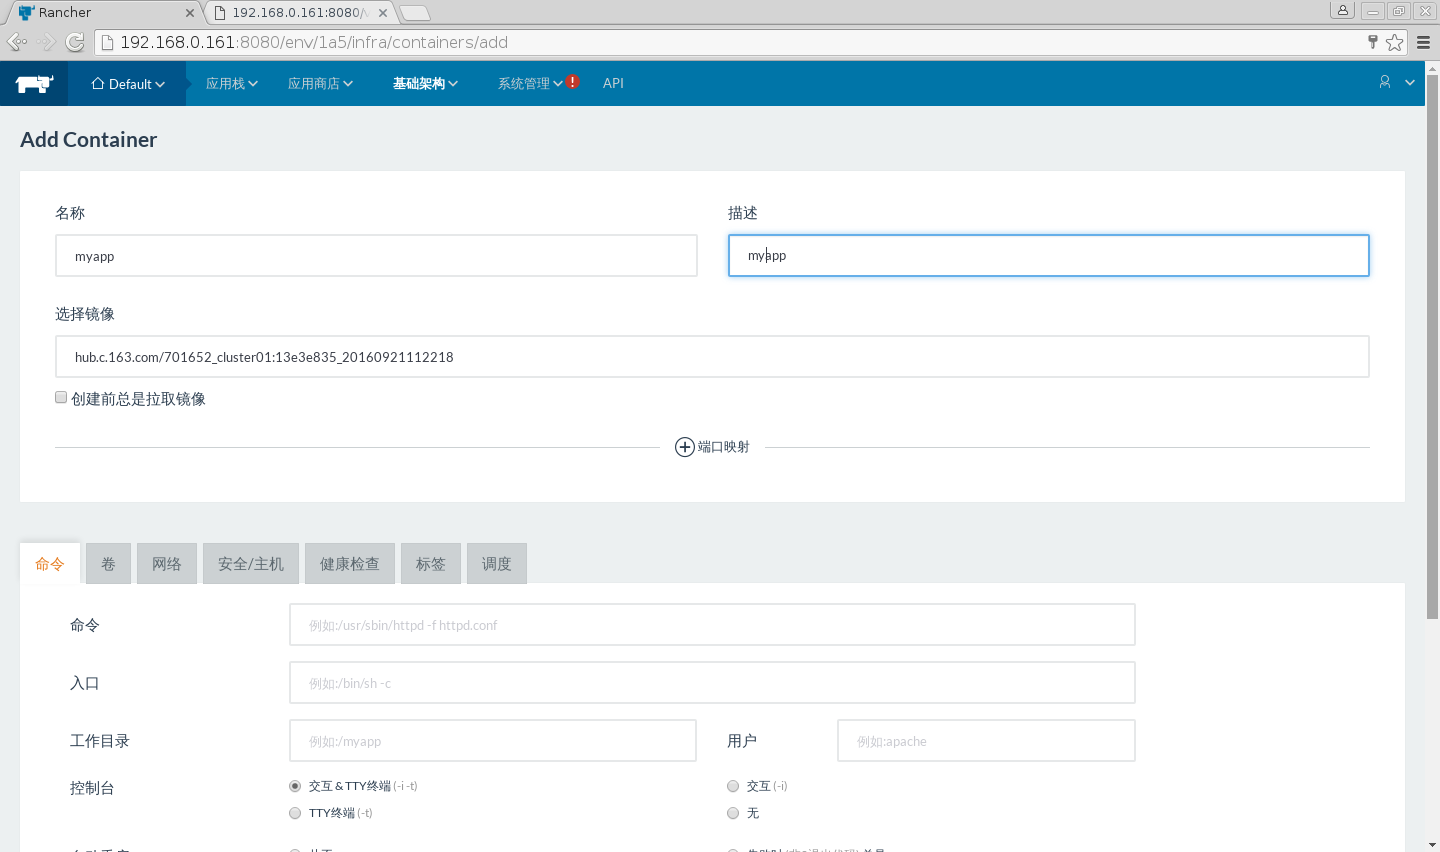 Rancher
192.168.0.161:8080/
192.168.0.161:8080/env/1a5/infra/containers/add
Default 应用栈 应用商店 基础架构 系统管理 ! API
Add Container
名称 描述
myapp myapp
选择镜像
hub.c.163.com/701652_cluster01:13e3e835_20160921112218
创建前总是拉取镜像
端口映射
命令 卷 网络 安全/主机 健康检查 标签 调度
命令 例如:/usr/sbin/httpd -f httpd.conf
入口 例如:/bin/sh -c
工作目录 例如:/myapp 用户 例如:apache
控制台 交互 & TTY终端 (-i -t) 交互 (-i)
TTY终端 (-t) 无